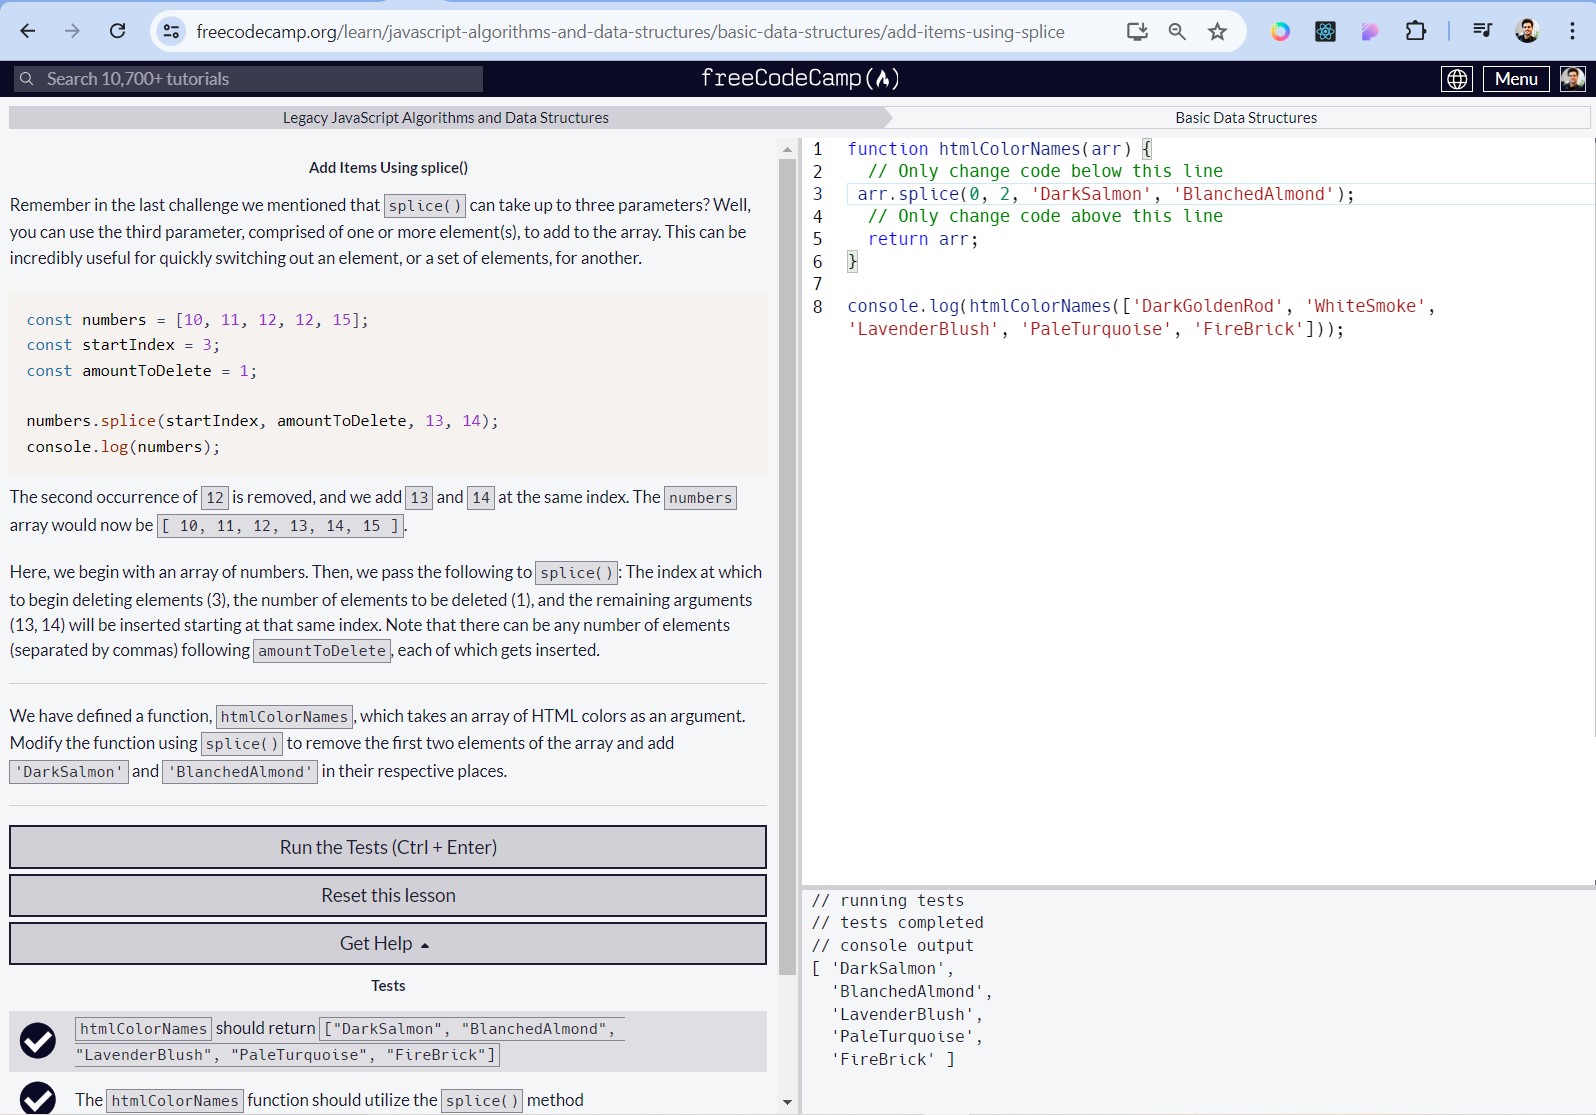 freecodecamp.org/learn/javascript-algorithms-and-data-structures/basic-data-structures/add-items-using-splice
Search 10,700+ tutorials
freeCodeCamp
Menu
Legacy JavaScript Algorithms and Data Structures
Basic Data Structures
Add Items Using splice()
Remember in the last challenge we mentioned that splice() can take up to three parameters? Well,
you can use the third parameter, comprised of one or more element(s), to add to the array. This can be
incredibly useful for quickly switching out an element, or a set of elements, for another.
const numbers = [10, 11, 12, 12, 15];
const startIndex = 3;
const amountToDelete = 1;
numbers.splice(startIndex, amountToDelete, 13, 14);
console.log(numbers);
The second occurrence of 12 is removed, and we add 13 and 14 at the same index. The numbers
array would now be [ 10, 11, 12, 13, 14, 15 ].
Here, we begin with an array of numbers. Then, we pass the following to splice(): The index at which
to begin deleting elements (3), the number of elements to be deleted (1), and the remaining arguments
(13, 14) will be inserted starting at that same index. Note that there can be any number of elements
(separated by commas) following amountToDelete, each of which gets inserted.
We have defined a function, htmlColorNames, which takes an array of HTML colors as an argument.
Modify the function using splice() to remove the first two elements of the array and add
'DarkSalmon' and 'BlanchedAlmond' in their respective places.
Run the Tests (Ctrl + Enter)
Reset this lesson
Get Help
Tests
htmlColorNames should return ["DarkSalmon", "BlanchedAlmond",
"LavenderBlush", "PaleTurquoise", "FireBrick"]
The htmlColorNames function should utilize the splice() method
1 function htmlColorNames(arr) {
2 // Only change code below this line
3 arr.splice(0, 2, 'DarkSalmon', 'BlanchedAlmond');
4 // Only change code above this line
5 return arr;
6 }
7
8 console.log(htmlColorNames(['DarkGoldenRod', 'WhiteSmoke',
'LavenderBlush', 'PaleTurquoise', 'FireBrick']));
// running tests
// tests completed
// console output
[ 'DarkSalmon',
'BlanchedAlmond',
'LavenderBlush',
'PaleTurquoise',
'FireBrick' ]